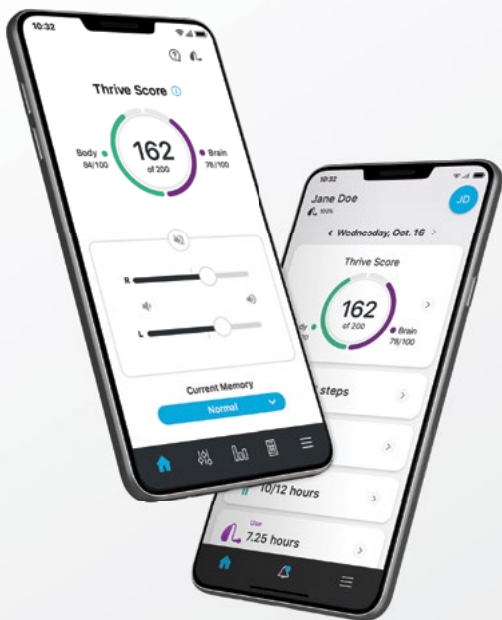 10:32
Thrive Score
Body
84/100
162
of 200
Brain
78/100
R
L
Current Memory
Normal
10:32
Jane Doe
100%
JD
‹ Wednesday, Oct. 16 ›
Thrive Score
162
of 200
Brain
78/100
steps
10/12 hours
Use
7.25 hours